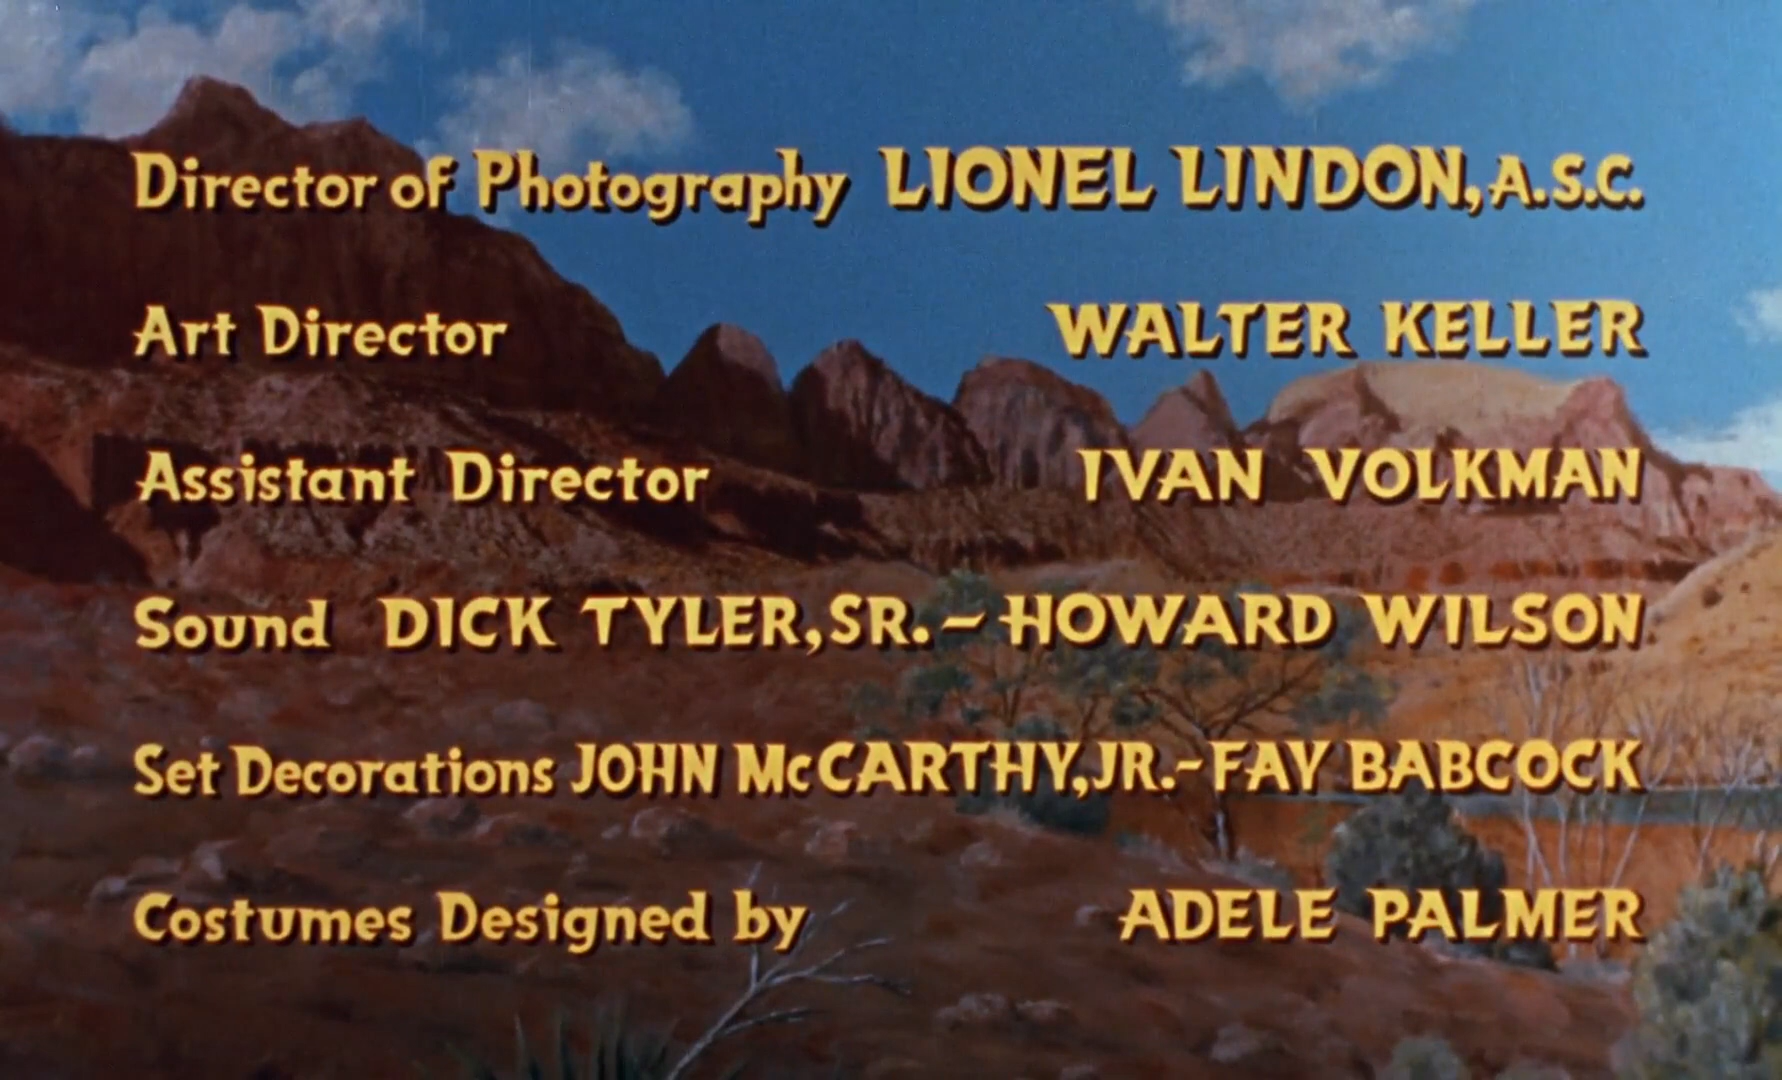 Director of Photography LIONEL LINDON, A.S.C.
Art Director WALTER KELLER
Assistant Director IVAN VOLKMAN
Sound DICK TYLER, SR. - HOWARD WILSON
Set Decorations JOHN McCARTHY, JR. - FAY BABCOCK
Costumes Designed by ADELE PALMER